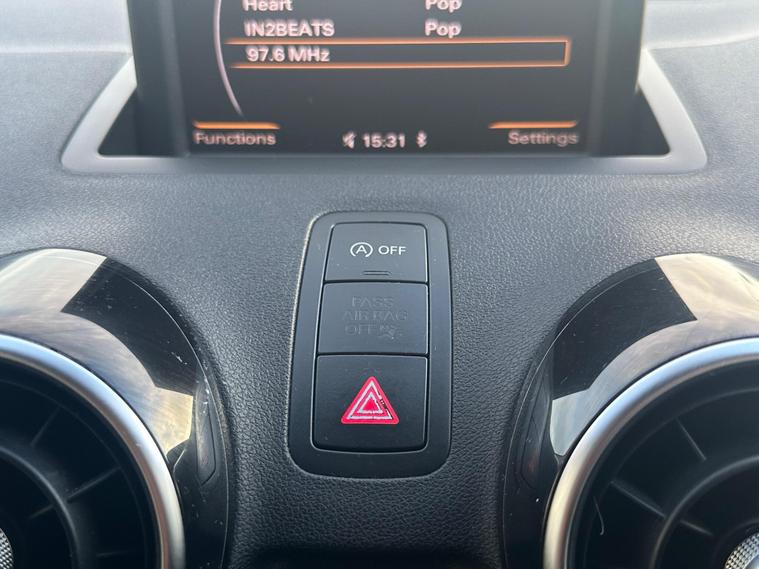 Heart Pop
IN2BEATS Pop
97.6 MHz
Functions 15:31 Settings
A OFF
PASS
AIR BAG
OFF